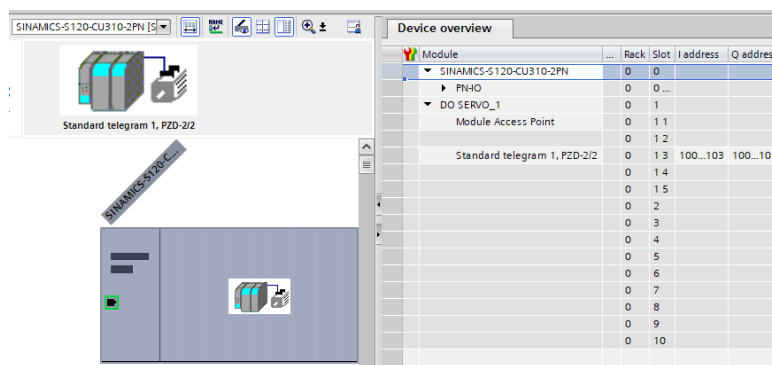 SINAMICS-S120-CU310-2PN [S
Standard telegram 1, PZD-2/2
SINAMICS-S120-C...
Device overview
Module ... Rack Slot I address Q addres
SINAMICS-S120-CU310-2PN 0 0
PN-IO 0 0 ...
DO SERVO_1 0 1
Module Access Point 0 1 1
0 1 2
Standard telegram 1, PZD-2/2 0 1 3 100...103 100...10
0 1 4
0 1 5
0 2
0 3
0 4
0 5
0 6
0 7
0 8
0 9
0 10